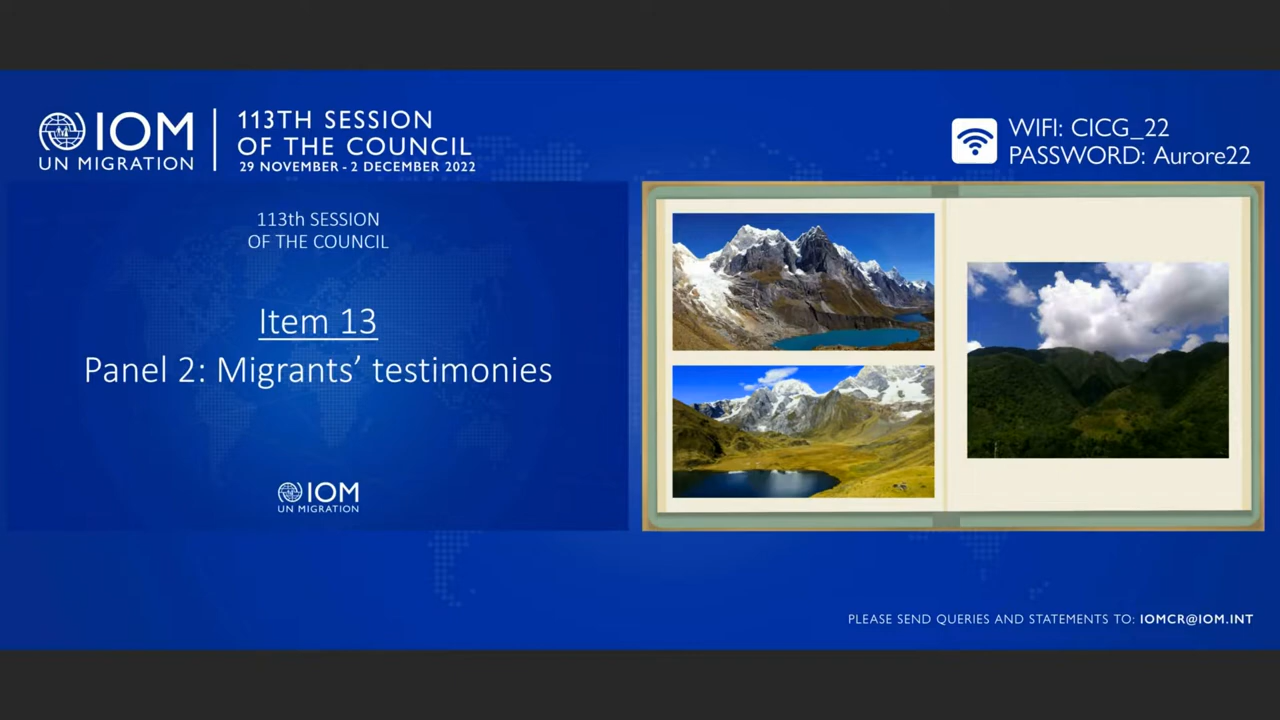 IOM
UN MIGRATION
113TH SESSION
OF THE COUNCIL
29 NOVEMBER - 2 DECEMBER 2022
WIFI: CICG_22
PASSWORD: Aurore22
113th SESSION
OF THE COUNCIL
Item 13
Panel 2: Migrants’ testimonies
IOM
UN MIGRATION
PLEASE SEND QUERIES AND STATEMENTS TO: IOMCR@IOM.INT